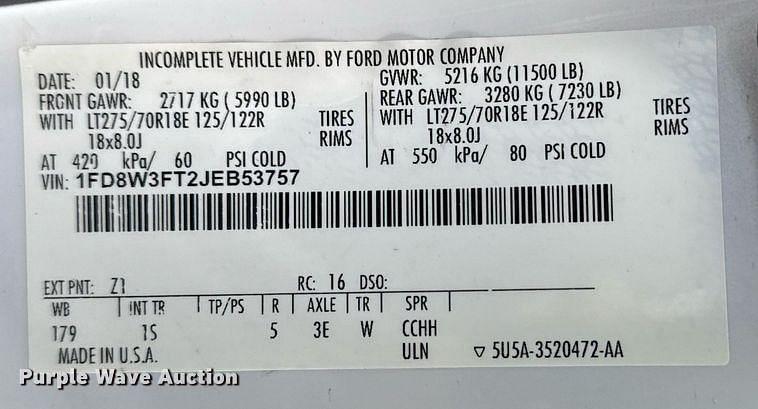 INCOMPLETE VEHICLE MFD. BY FORD MOTOR COMPANY
DATE: 01/18 GVWR: 5216 KG (11500 LB)
FRONT GAWR: 2717 KG ( 5990 LB) REAR GAWR: 3280 KG ( 7230 LB)
WITH LT275/70R18E 125/122R TIRES WITH LT275/70R18E 125/122R TIRES
18x8.0J RIMS 18x8.0J RIMS
AT 420 kPa/ 60 PSI COLD AT 550 kPa/ 80 PSI COLD
VIN: 1FD8W3FT2JEB53757
EXT PNT: Z1 RC: 16 DSO:
WB INT TR TP/PS R AXLE TR SPR
179 1S 5 3E W CCHH
MADE IN U.S.A. ULN ▽ 5U5A-3520472-AA
Purple Wave Auction